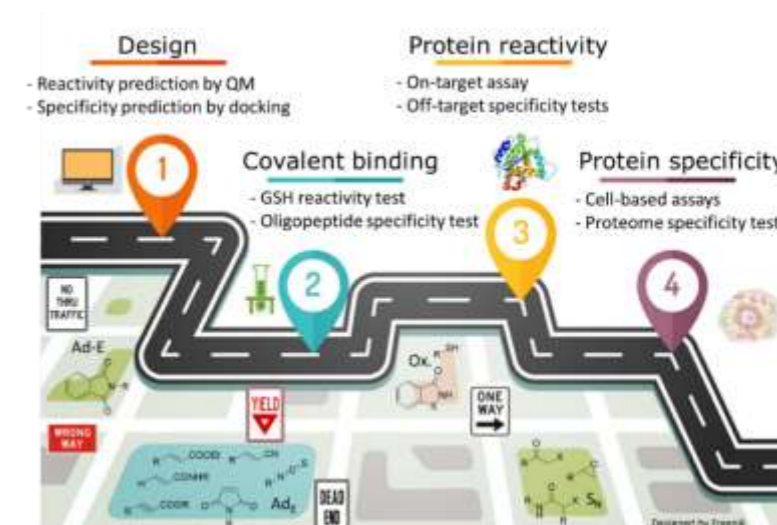 Design
- Reactivity prediction by QM
- Specificity prediction by docking
Protein reactivity
- On-target assay
- Off-target specificity tests
1
Covalent binding
- GSH reactivity test
- Oligopeptide specificity test
Protein specificity
- Cell-based assays
- Proteome specificity test
2
3
4
NO
THRU
TRAFFIC
Ad-E
Ox.
SH
NH
WRONG
WAY
YIELD
ONE
WAY
COOH
CN
CONHR
COOR
AdE
DEAD
END
SN